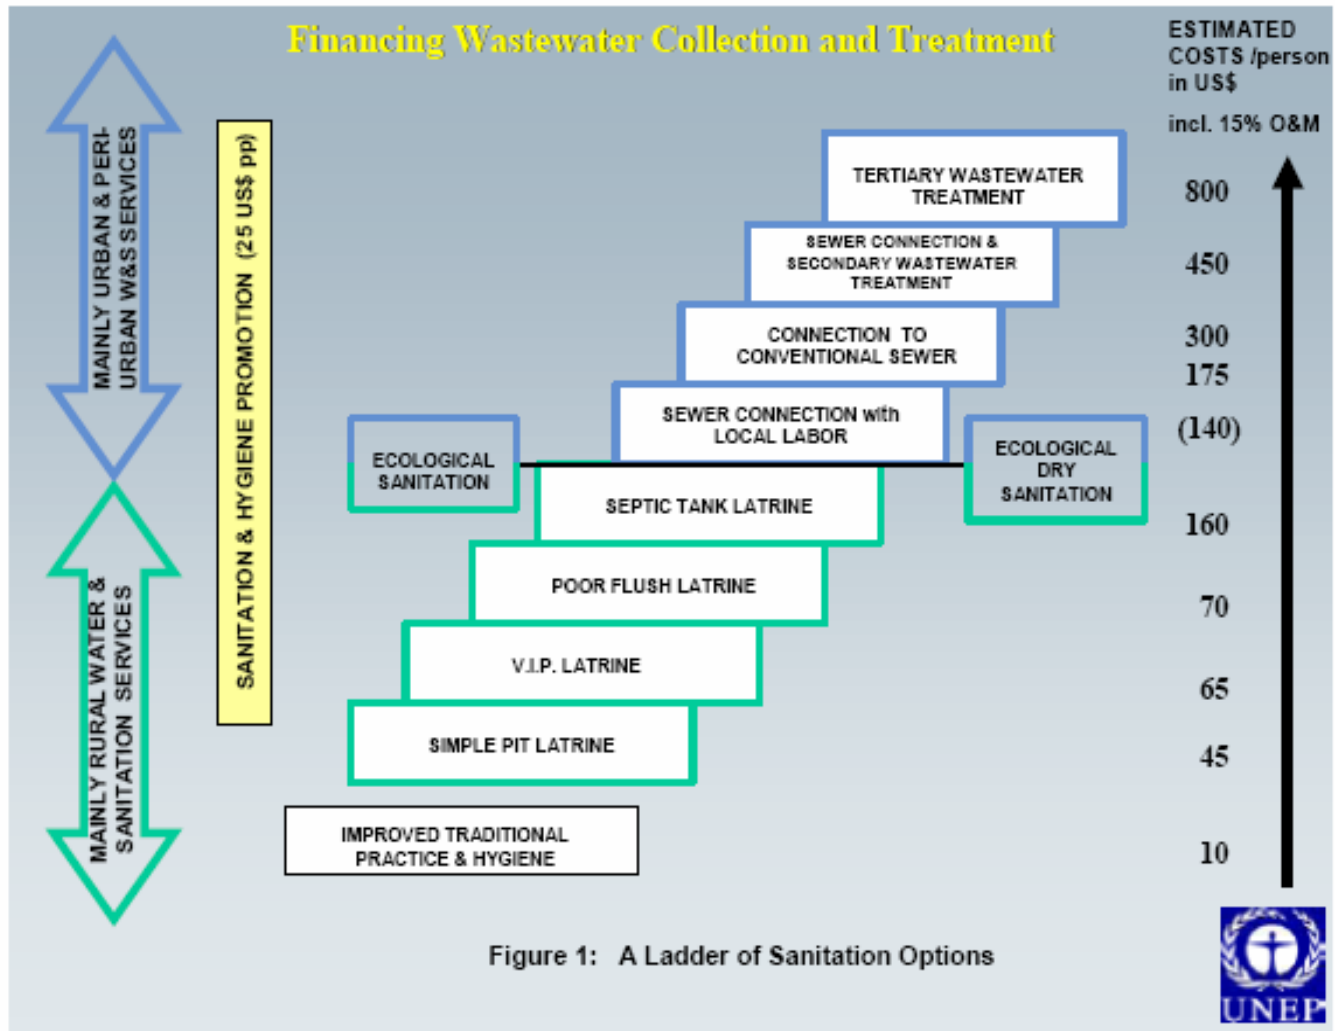 Financing Wastewater Collection and Treatment
ESTIMATED
COSTS /person
in US$
incl. 15% O&M
MAINLY URBAN & PERI-
URBAN W&S SERVICES
MAINLY RURAL WATER &
SANITATION SERVICES
SANITATION & HYGIENE PROMOTION (25 US$ pp)
TERTIARY WASTEWATER
TREATMENT
800
SEWER CONNECTION &
SECONDARY WASTEWATER
TREATMENT
450
CONNECTION TO
CONVENTIONAL SEWER
300
175
SEWER CONNECTION with
LOCAL LABOR
(140)
ECOLOGICAL
SANITATION
ECOLOGICAL
DRY
SANITATION
SEPTIC TANK LATRINE
160
POOR FLUSH LATRINE
70
V.I.P. LATRINE
65
SIMPLE PIT LATRINE
45
IMPROVED TRADITIONAL
PRACTICE & HYGIENE
10
Figure 1: A Ladder of Sanitation Options
UNEP